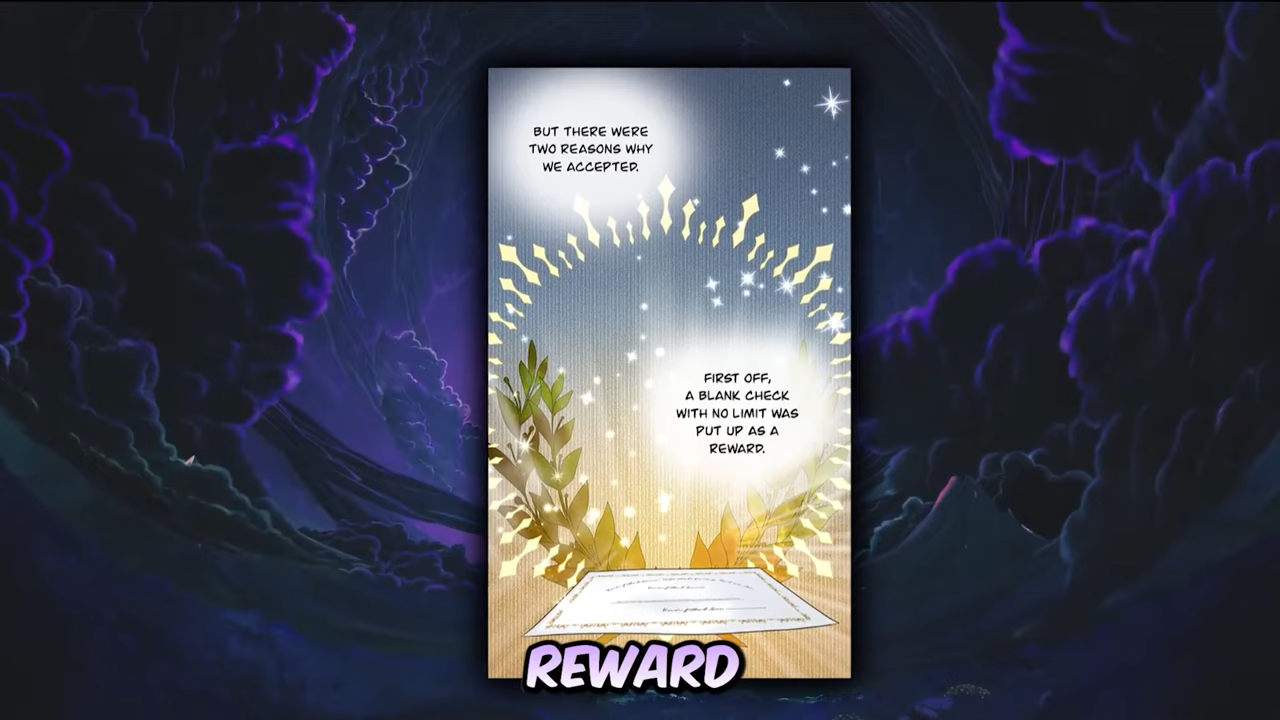 BUT THERE WERE
TWO REASONS WHY
WE ACCEPTED.
FIRST OFF,
A BLANK CHECK
WITH NO LIMIT WAS
PUT UP AS A
REWARD.
REWARD